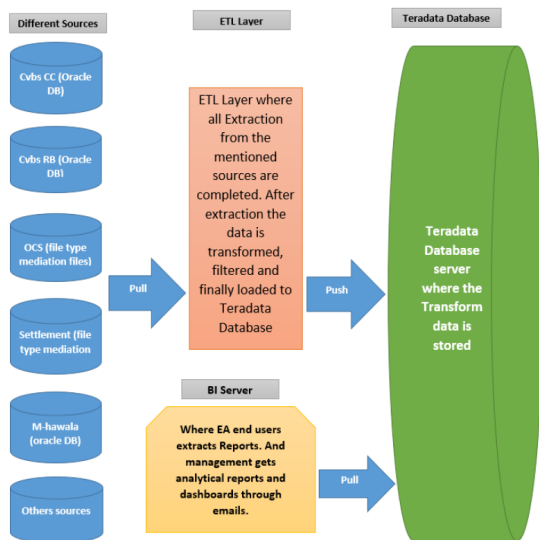 Different Sources
ETL Layer
Teradata Database
Cvbs CC (Oracle
DB)
Cvbs RB (Oracle
DB)
OCS (file type
mediation files)
Settlement (file
type mediation
M-hawala
(oracle DB)
Others sources
Pull
ETL Layer where
all Extraction
from the
mentioned
sources are
completed. After
extraction the
data is
transformed,
filtered and
finally loaded to
Teradata
Database
Push
Teradata
Database
server
where the
Transform
data is
stored
BI Server
Where EA end users
extracts Reports. And
management gets
analytical reports and
dashboards through
emails.
Pull